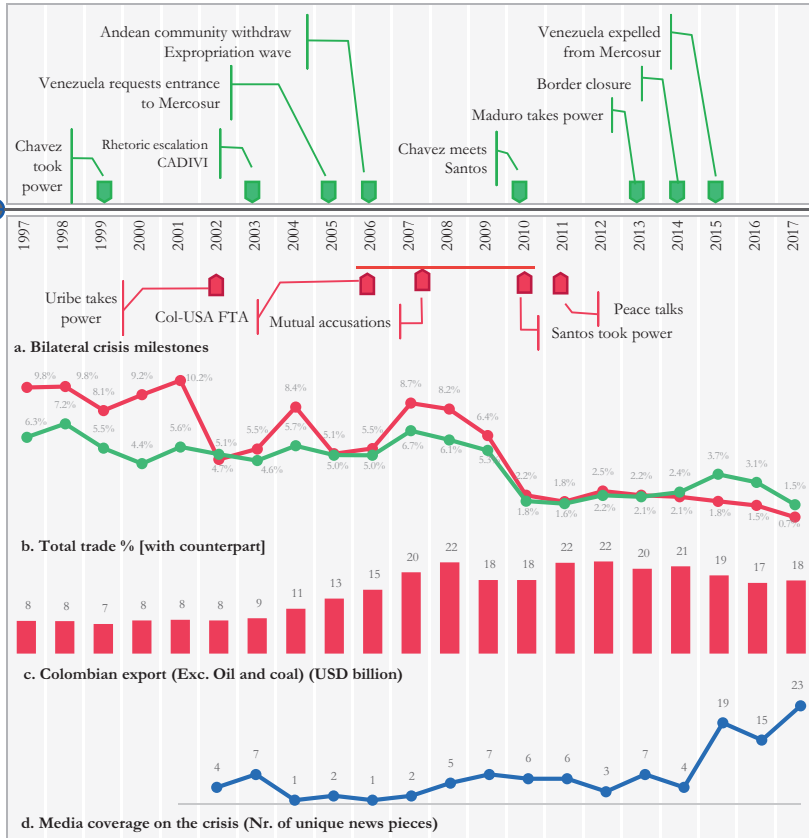 Andean community withdraw
Expropriation wave
Venezuela expelled
from Mercosur
Venezuela requests entrance
to Mercosur
Border closure
Maduro takes power
Chavez
took
power
Rhetoric escalation
CADIVI
Chavez meets
Santos
1997 1998 1999 2000 2001 2002 2003 2004 2005 2006 2007 2008 2009 2010 2011 2012 2013 2014 2015 2016 2017
Uribe takes
power
Col-USA FTA
Mutual accusations
Peace talks
Santos took power
a. Bilateral crisis milestones
9.8% 9.8% 8.1% 9.2% 10.2% 4.7% 5.5% 8.4% 5.1% 5.5% 8.7% 8.2% 6.4% 2.2% 1.8% 2.5% 2.2% 2.1% 1.8% 1.5% 0.7%
6.3% 7.2% 5.5% 4.4% 5.6% 5.1% 4.6% 5.7% 5.0% 5.0% 6.7% 6.1% 5.3% 1.8% 1.6% 2.2% 2.1% 2.4% 3.7% 3.1% 1.5%
b. Total trade % [with counterpart]
8 8 7 8 8 8 9 11 13 15 20 22 18 18 22 22 20 21 19 17 18
c. Colombian export (Exc. Oil and coal) (USD billion)
4 7 1 2 1 2 5 7 6 6 3 7 4 19 15 23
d. Media coverage on the crisis (Nr. of unique news pieces)